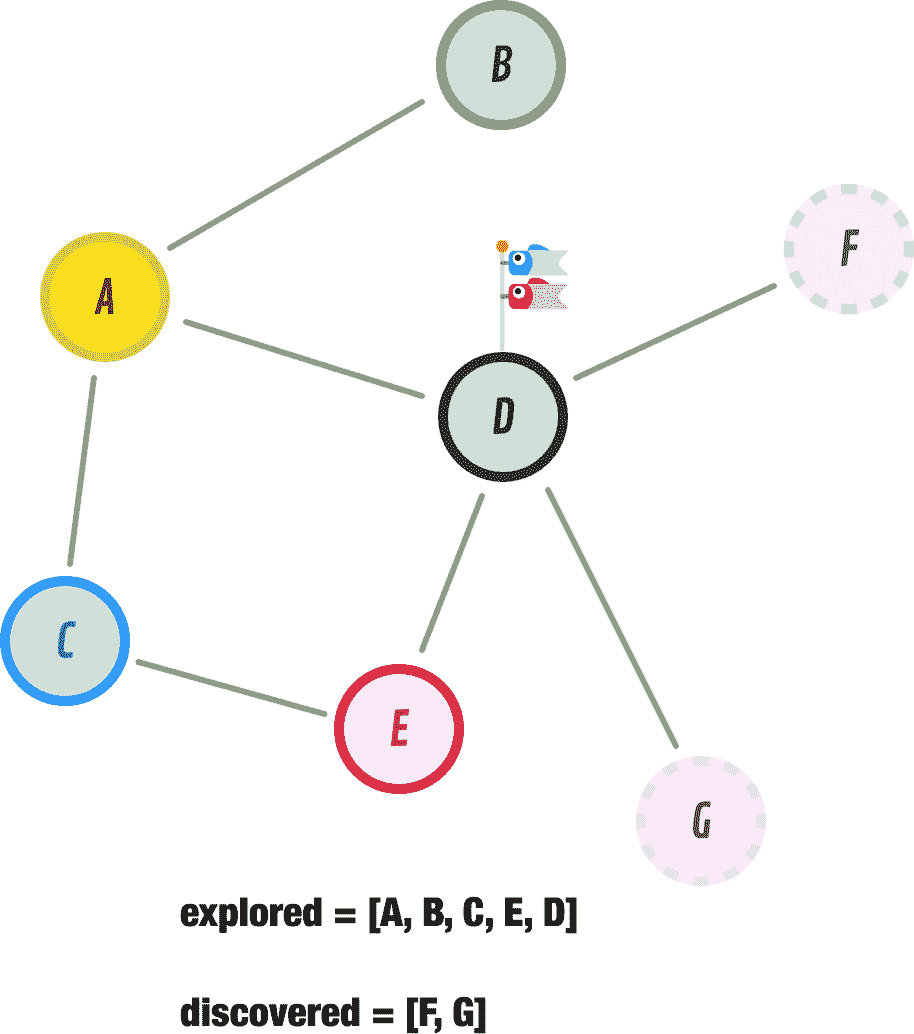 B
F
A
D
C
E
G
explored = [A, B, C, E, D]
discovered = [F, G]